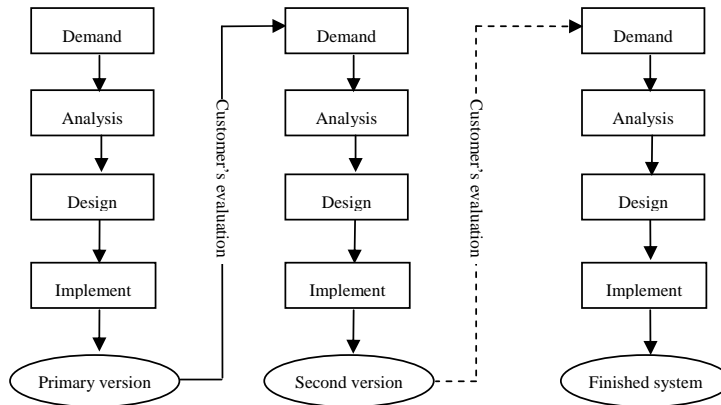 Demand
Analysis
Design
Implement
Primary version
Customer's evaluation
Demand
Analysis
Design
Implement
Second version
Customer's evaluation
Demand
Analysis
Design
Implement
Finished system